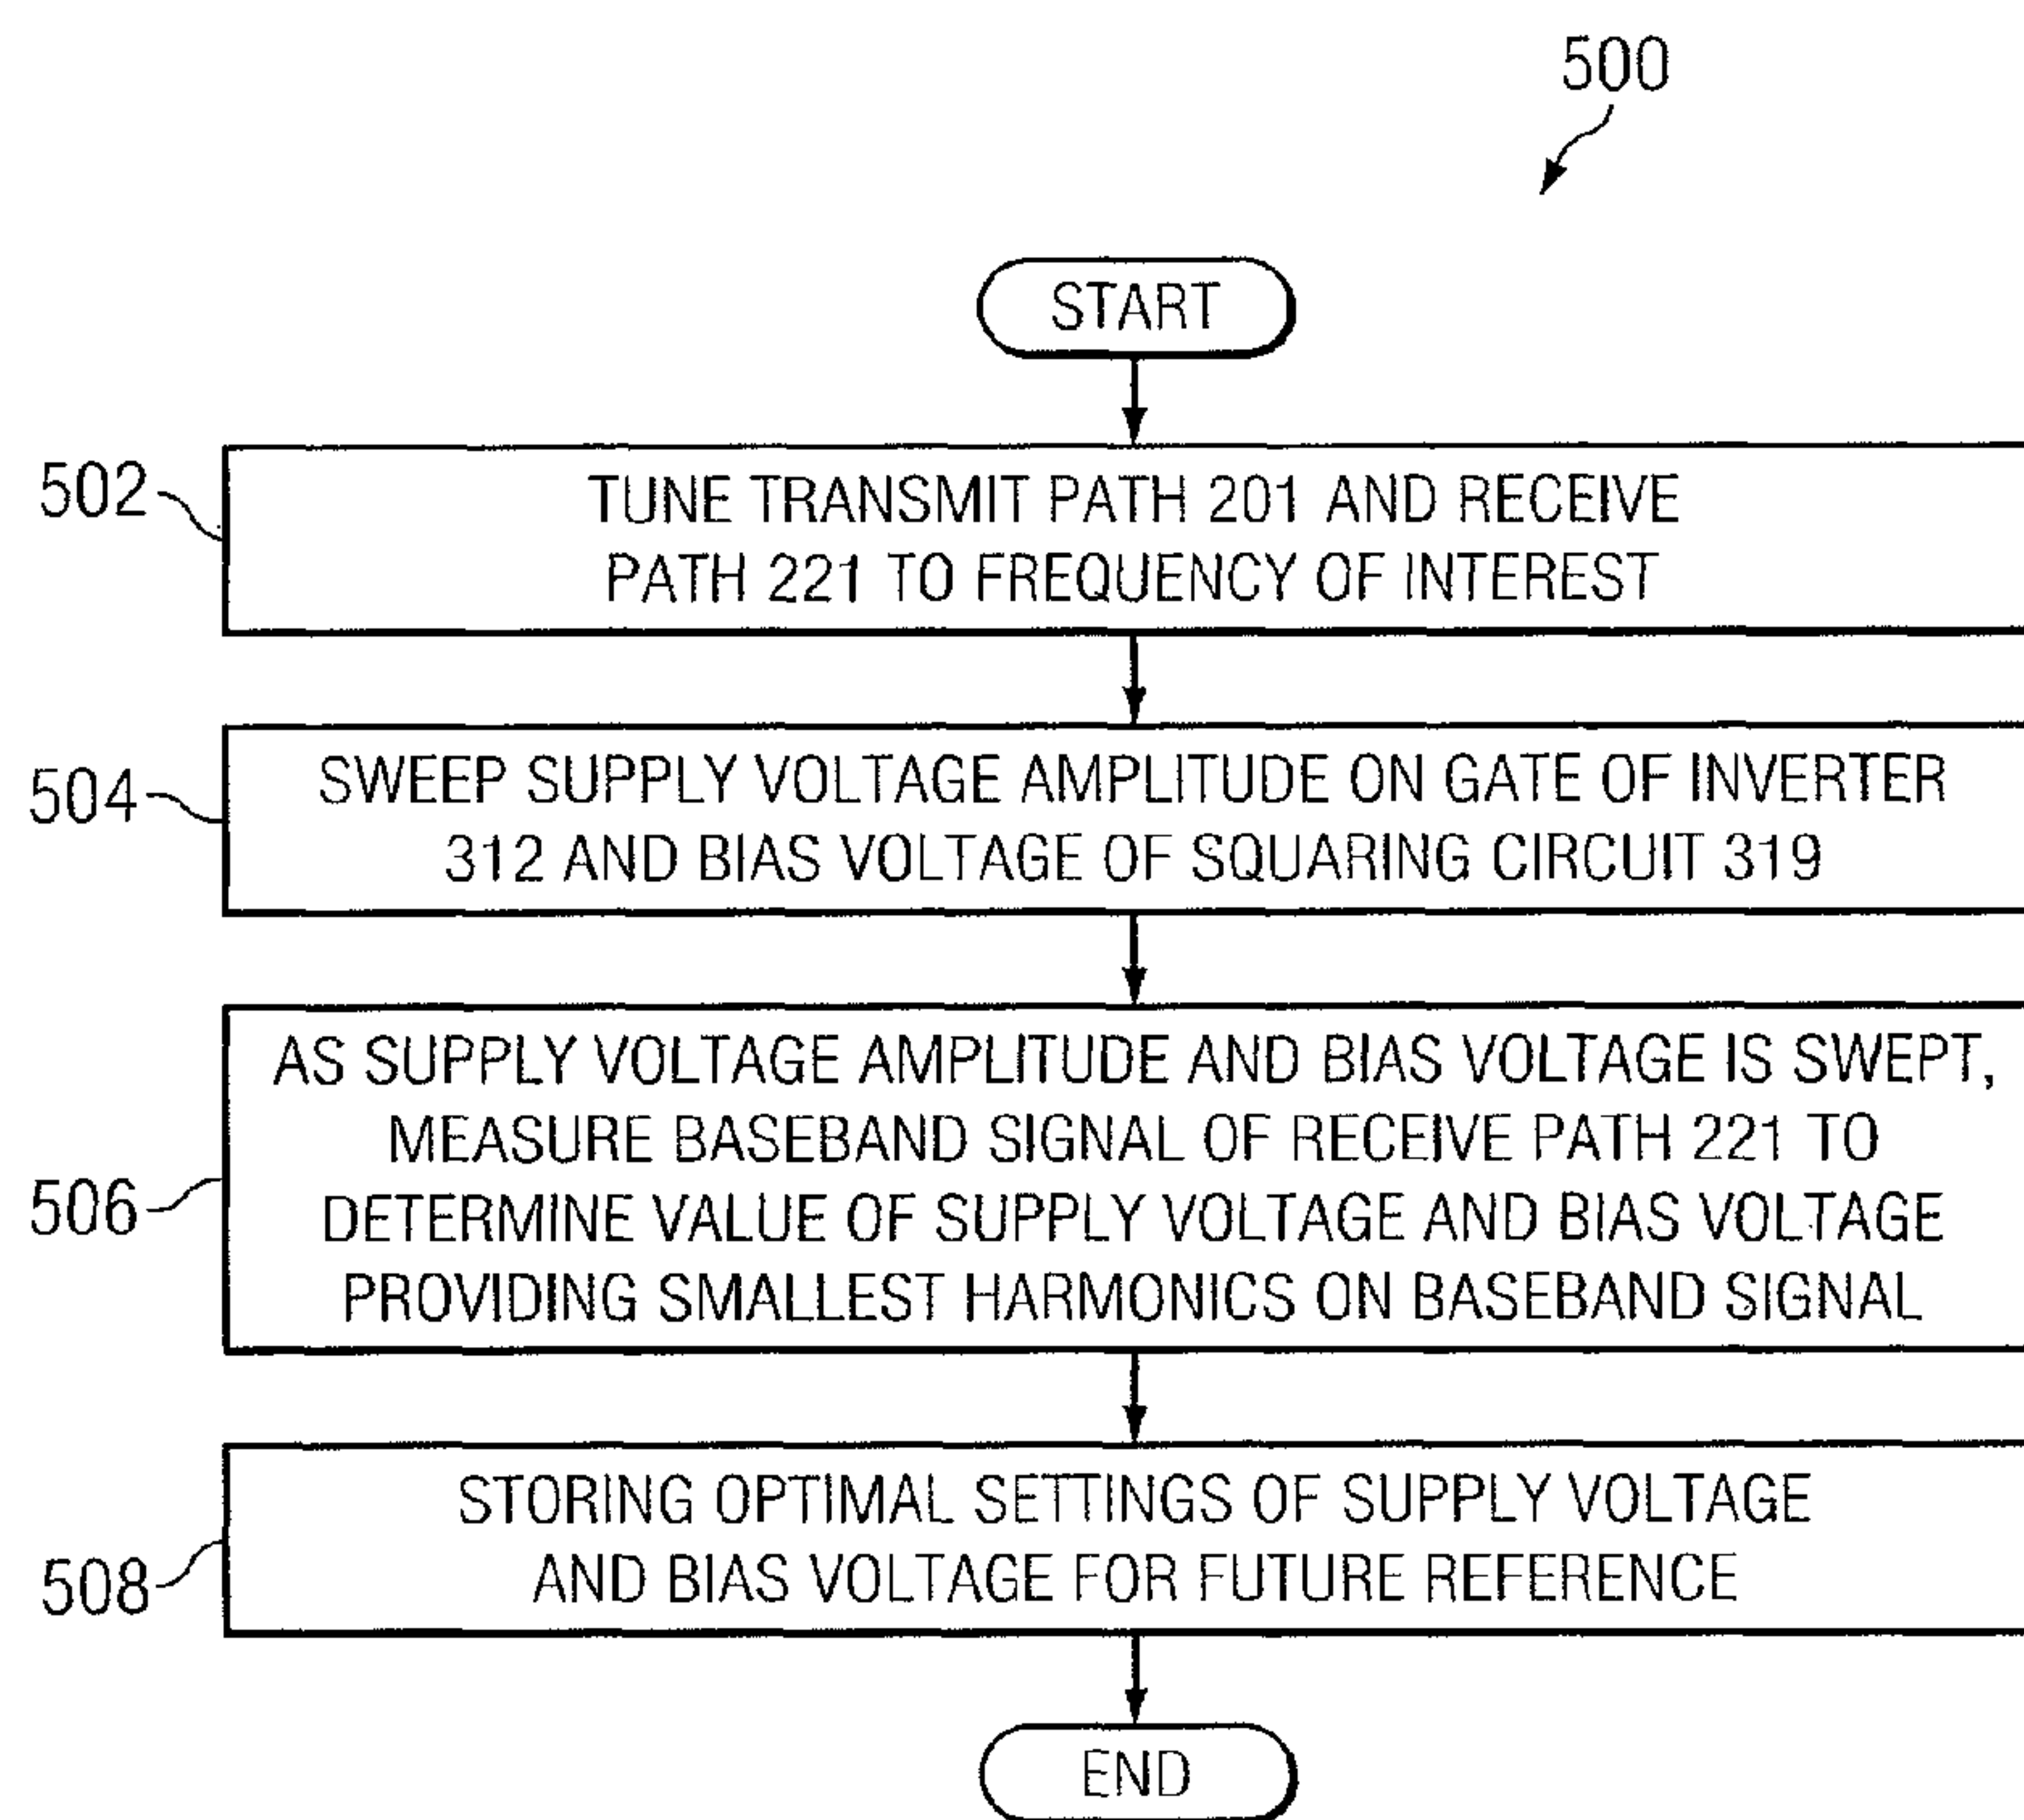 500
START
502
TUNE TRANSMIT PATH 201 AND RECEIVE
PATH 221 TO FREQUENCY OF INTEREST
504
SWEEP SUPPLY VOLTAGE AMPLITUDE ON GATE OF INVERTER
312 AND BIAS VOLTAGE OF SQUARING CIRCUIT 319
506
AS SUPPLY VOLTAGE AMPLITUDE AND BIAS VOLTAGE IS SWEPT,
MEASURE BASEBAND SIGNAL OF RECEIVE PATH 221 TO
DETERMINE VALUE OF SUPPLY VOLTAGE AND BIAS VOLTAGE
PROVIDING SMALLEST HARMONICS ON BASEBAND SIGNAL
508
STORING OPTIMAL SETTINGS OF SUPPLY VOLTAGE
AND BIAS VOLTAGE FOR FUTURE REFERENCE
END